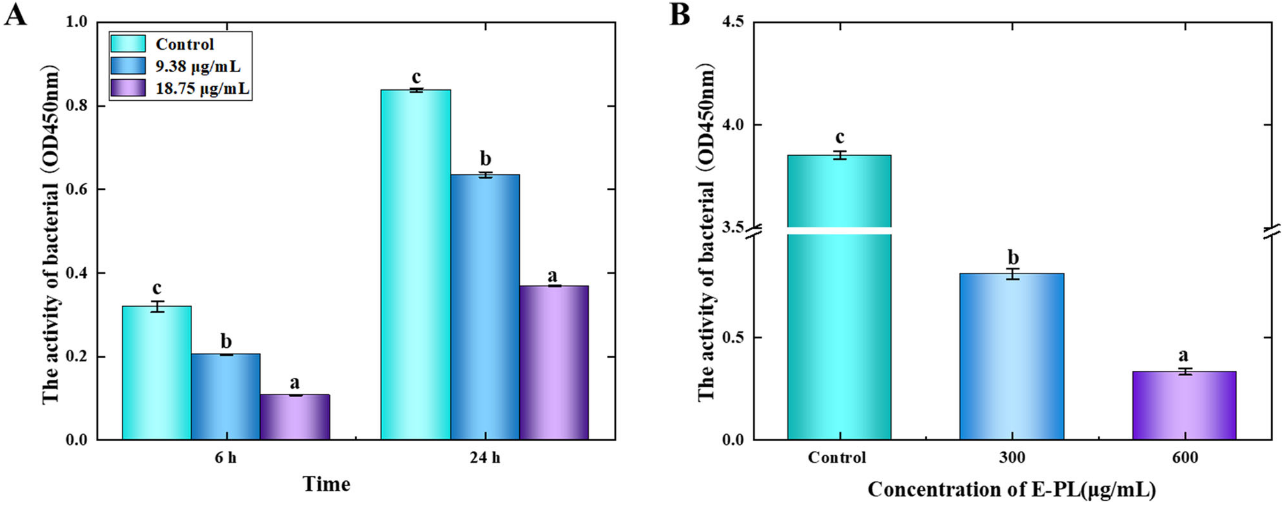 A
The activity of bacterial (OD450nm)
1.0
0.8
0.6
0.4
0.2
0.0
Control
9.38 μg/mL
18.75 μg/mL
c
b
a
c
b
a
6 h
24 h
Time
B
The activity of bacterial (OD450nm)
4.5
4.0
3.5
0.5
0.0
c
b
a
Control
300
600
Concentration of E-PL(μg/mL)